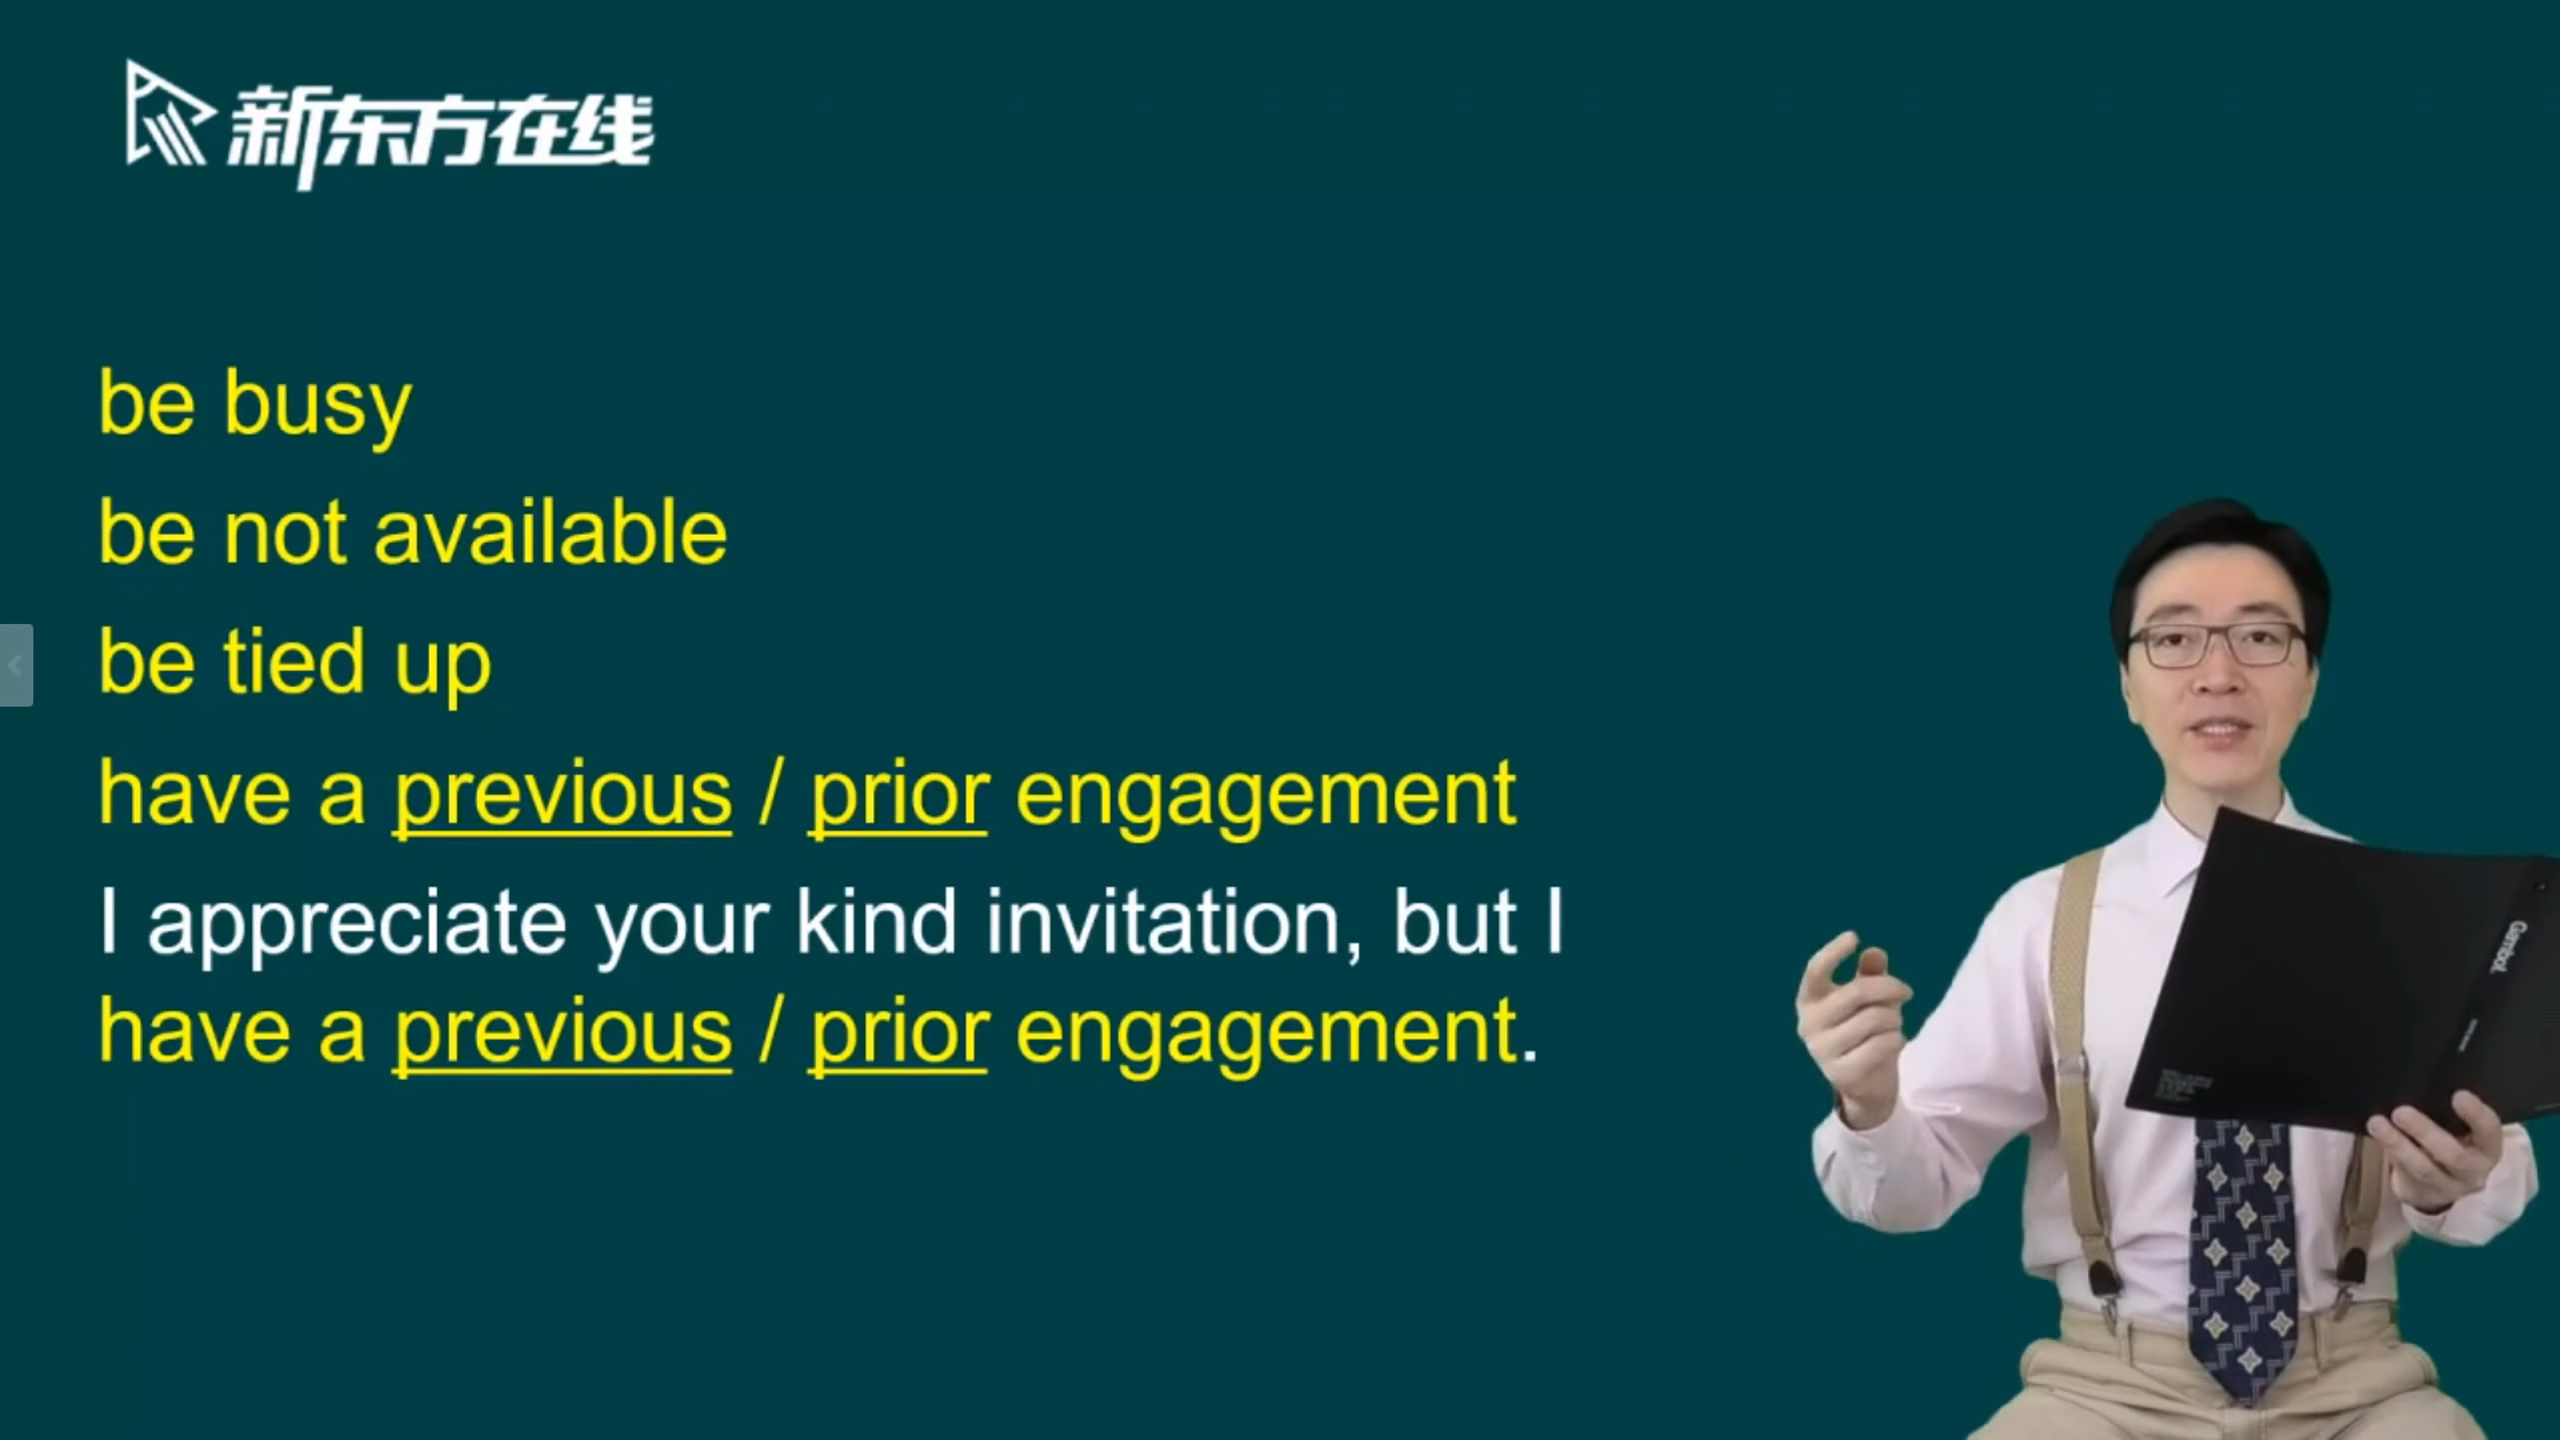 新东方在线
be busy
be not available
be tied up
have a previous / prior engagement
I appreciate your kind invitation, but I
have a previous / prior engagement.
Gambol